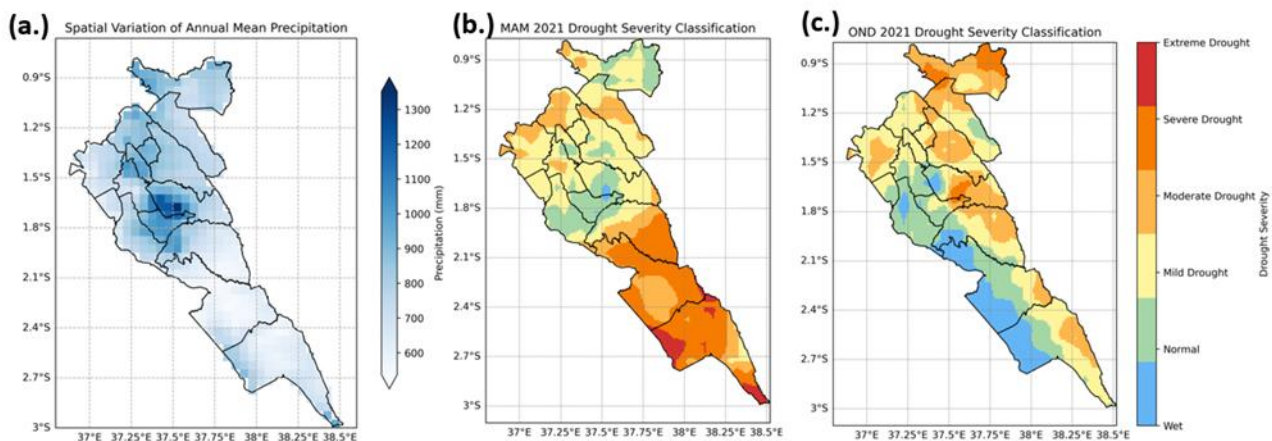 (a.)
Spatial Variation of Annual Mean Precipitation
0.9°S
1.2°S
1.5°S
1.8°S
2.1°S
2.4°S
2.7°S
3°S
37°E 37.25°E 37.5°E 37.75°E 38°E 38.25°E 38.5°E
1300
1200
1100
1000
900
800
700
600
Precipitation (mm)
(b.)
MAM 2021 Drought Severity Classification
0.9°S
1.2°S
1.5°S
1.8°S
2.1°S
2.4°S
2.7°S
3°S
37°E 37.25°E 37.5°E 37.75°E 38°E 38.25°E 38.5°E
(c.)
OND 2021 Drought Severity Classification
0.9°S
1.2°S
1.5°S
1.8°S
2.1°S
2.4°S
2.7°S
3°S
37°E 37.25°E 37.5°E 37.75°E 38°E 38.25°E 38.5°E
Extreme Drought
Severe Drought
Moderate Drought
Mild Drought
Normal
Wet
Drought Severity